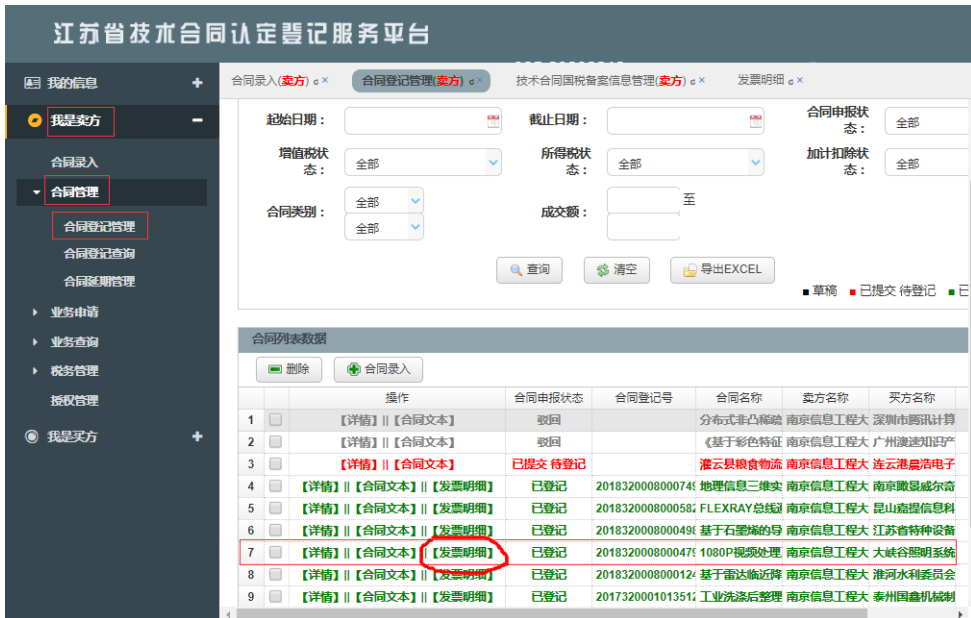 江苏省技术合同认定登记服务平台
我的信息 +
我是卖方 −
合同录入
合同管理
合同登记管理
合同登记查询
合同延期管理
业务申请
业务查询
税务管理
授权管理
我是买方 +
合同录入(卖方) × 合同登记管理(卖方) × 技术合同国税备案信息管理(卖方) × 发票明细 ×
起始日期： 截止日期： 合同申报状态： 全部
增值税状态： 全部 所得税状态： 全部 加计扣除状态： 全部
合同类别： 全部 成交额： 至
全部
查询 清空 导出EXCEL
■ 草稿 ■ 已提交 待登记 ■ 已
合同列表数据
删除 合同录入
操作 合同申报状态 合同登记号 合同名称 卖方名称 买方名称
1 【详情】||【合同文本】 驳回 分布式非凸稀疏 南京信息工程大 深圳市腾讯计算
2 【详情】||【合同文本】 驳回 《基于彩色特征 南京信息工程大 广州澳速知识产
3 【详情】||【合同文本】 已提交 待登记 灌云县粮食物流 南京信息工程大 连云港晨浩电子
4 【详情】||【合同文本】||【发票明细】 已登记 2018320008000749 地理信息三维实 南京信息工程大 南京瞰景威尔奇
5 【详情】||【合同文本】||【发票明细】 已登记 2018320008000582 FLEXRAY总线 南京信息工程大 昆山嘉提信息科
6 【详情】||【合同文本】||【发票明细】 已登记 2018320008000498 基于石墨烯的导 南京信息工程大 江苏省特种设备
7 【详情】||【合同文本】||【发票明细】 已登记 2018320008000479 1080P视频处理 南京信息工程大 大峡谷照明系统
8 【详情】||【合同文本】||【发票明细】 已登记 2018320008000124 基于雷达临近降 南京信息工程大 淮河水利委员会
9 【详情】||【合同文本】||【发票明细】 已登记 2017320001013512 工业洗涤后整理 南京信息工程大 泰州国鑫机械制